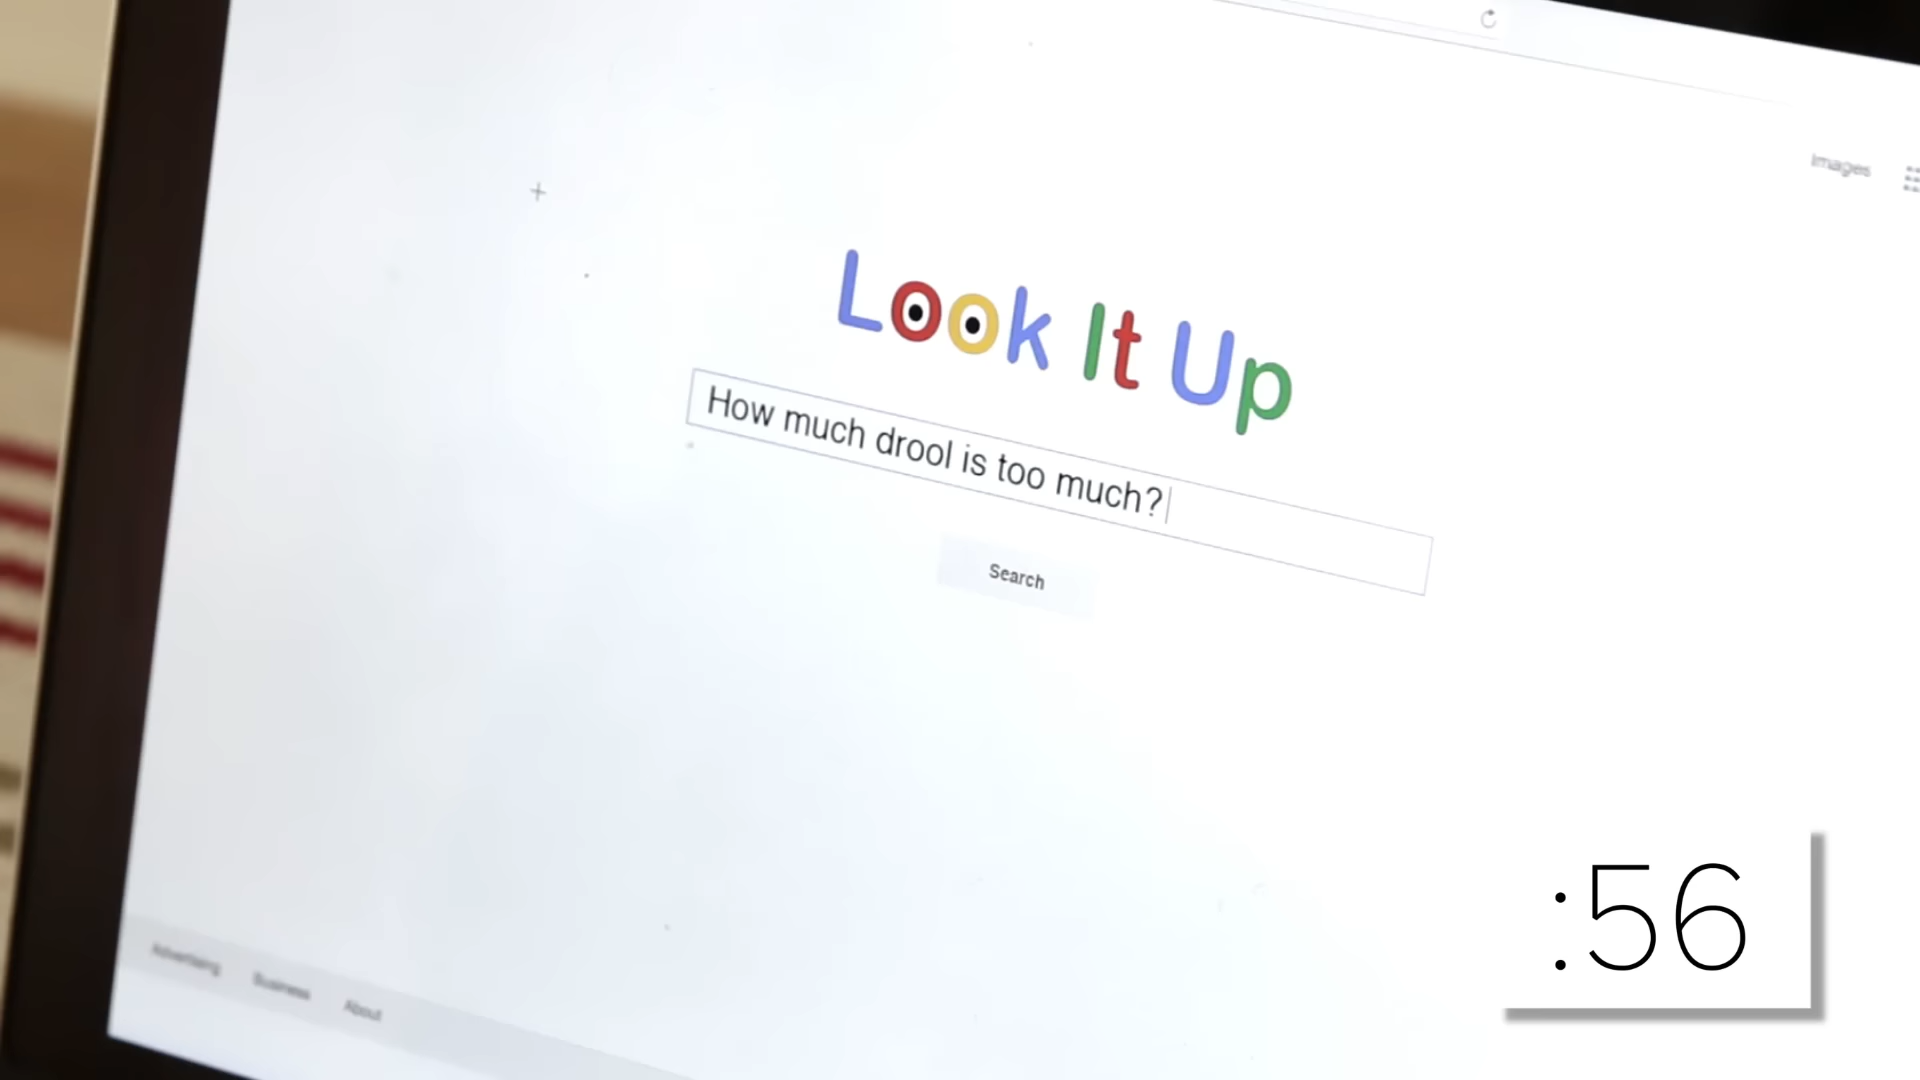 Images
Look It Up
How much drool is too much?
Search
:56
Advertising Business About